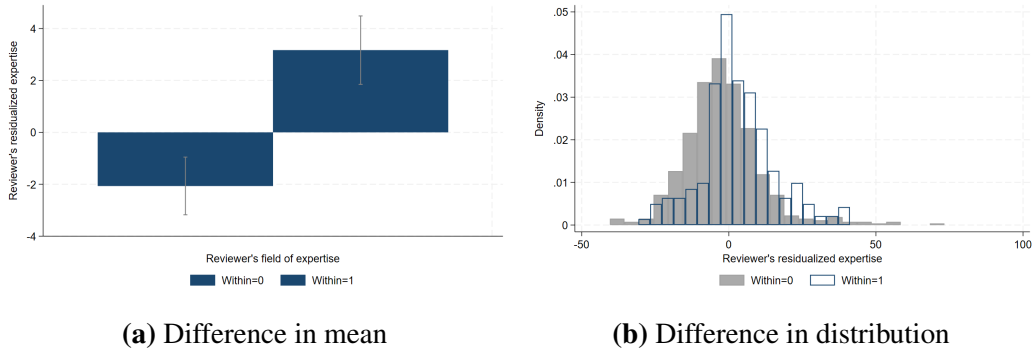 Reviewer's residualized expertise
4
2
0
-2
-4
Reviewer's field of expertise
Within=0 Within=1
(a) Difference in mean
Density
.05
.04
.03
.02
.01
0
-50 0 50 100
Reviewer's residualized expertise
Within=0 Within=1
(b) Difference in distribution